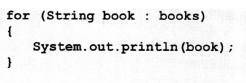 for (String book : books)
{
    System.out.println(book);
}